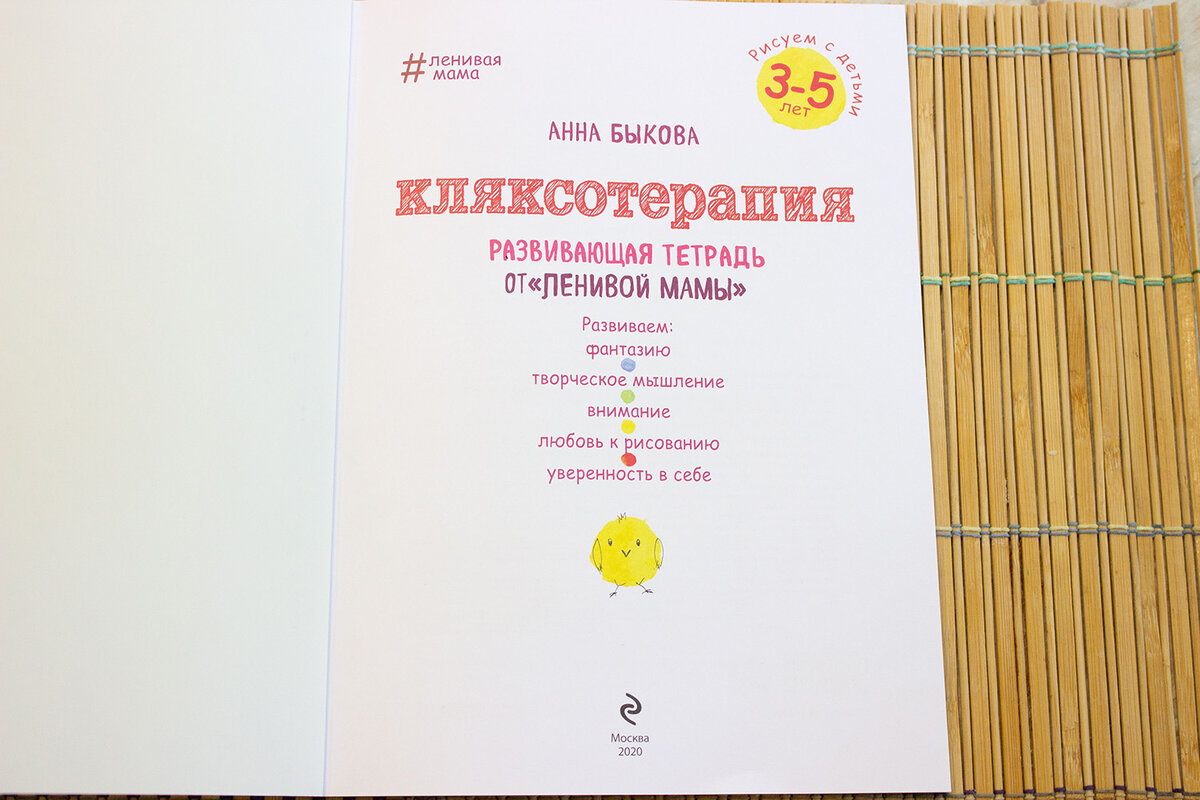 #ленивая
мама
Рисуем с детьми
3-5
лет
АННА БЫКОВА
КЛЯКСОТЕРАПИЯ
РАЗВИВАЮЩАЯ ТЕТРАДЬ
ОТ «ЛЕНИВОЙ МАМЫ»
Развиваем:
фантазию
творческое мышление
внимание
любовь к рисованию
уверенность в себе
Москва
2020